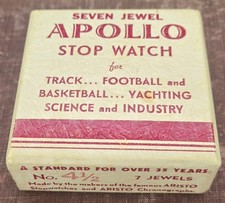 SEVEN JEWEL
APOLLO
STOP WATCH
for
TRACK... FOOTBALL and
BASKETBALL... YACHTING
SCIENCE and INDUSTRY
A STANDARD FOR OVER 35 YEARS
No. 4½ 7 JEWELS
Made by the makers of the famous ARISTO
Stopwatches and ARISTO Chronographs